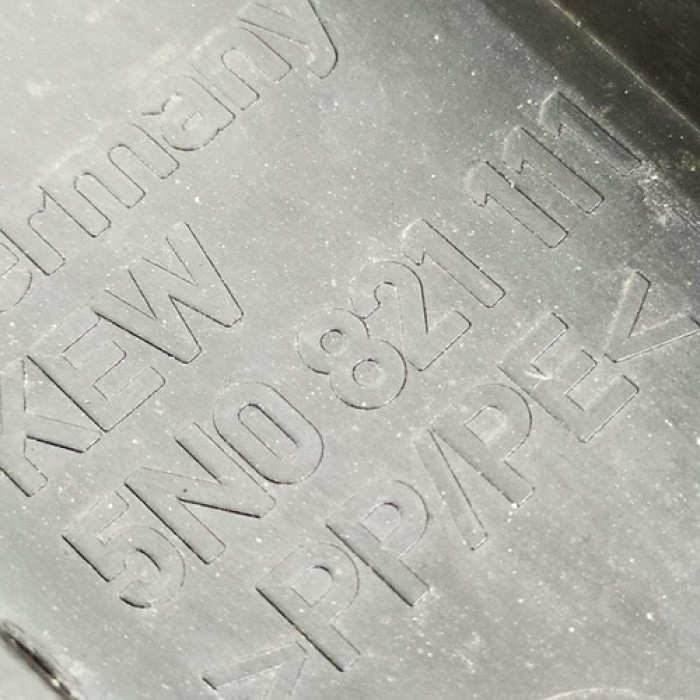 ermany
KEW
5N0 821 111
>PP/PE<